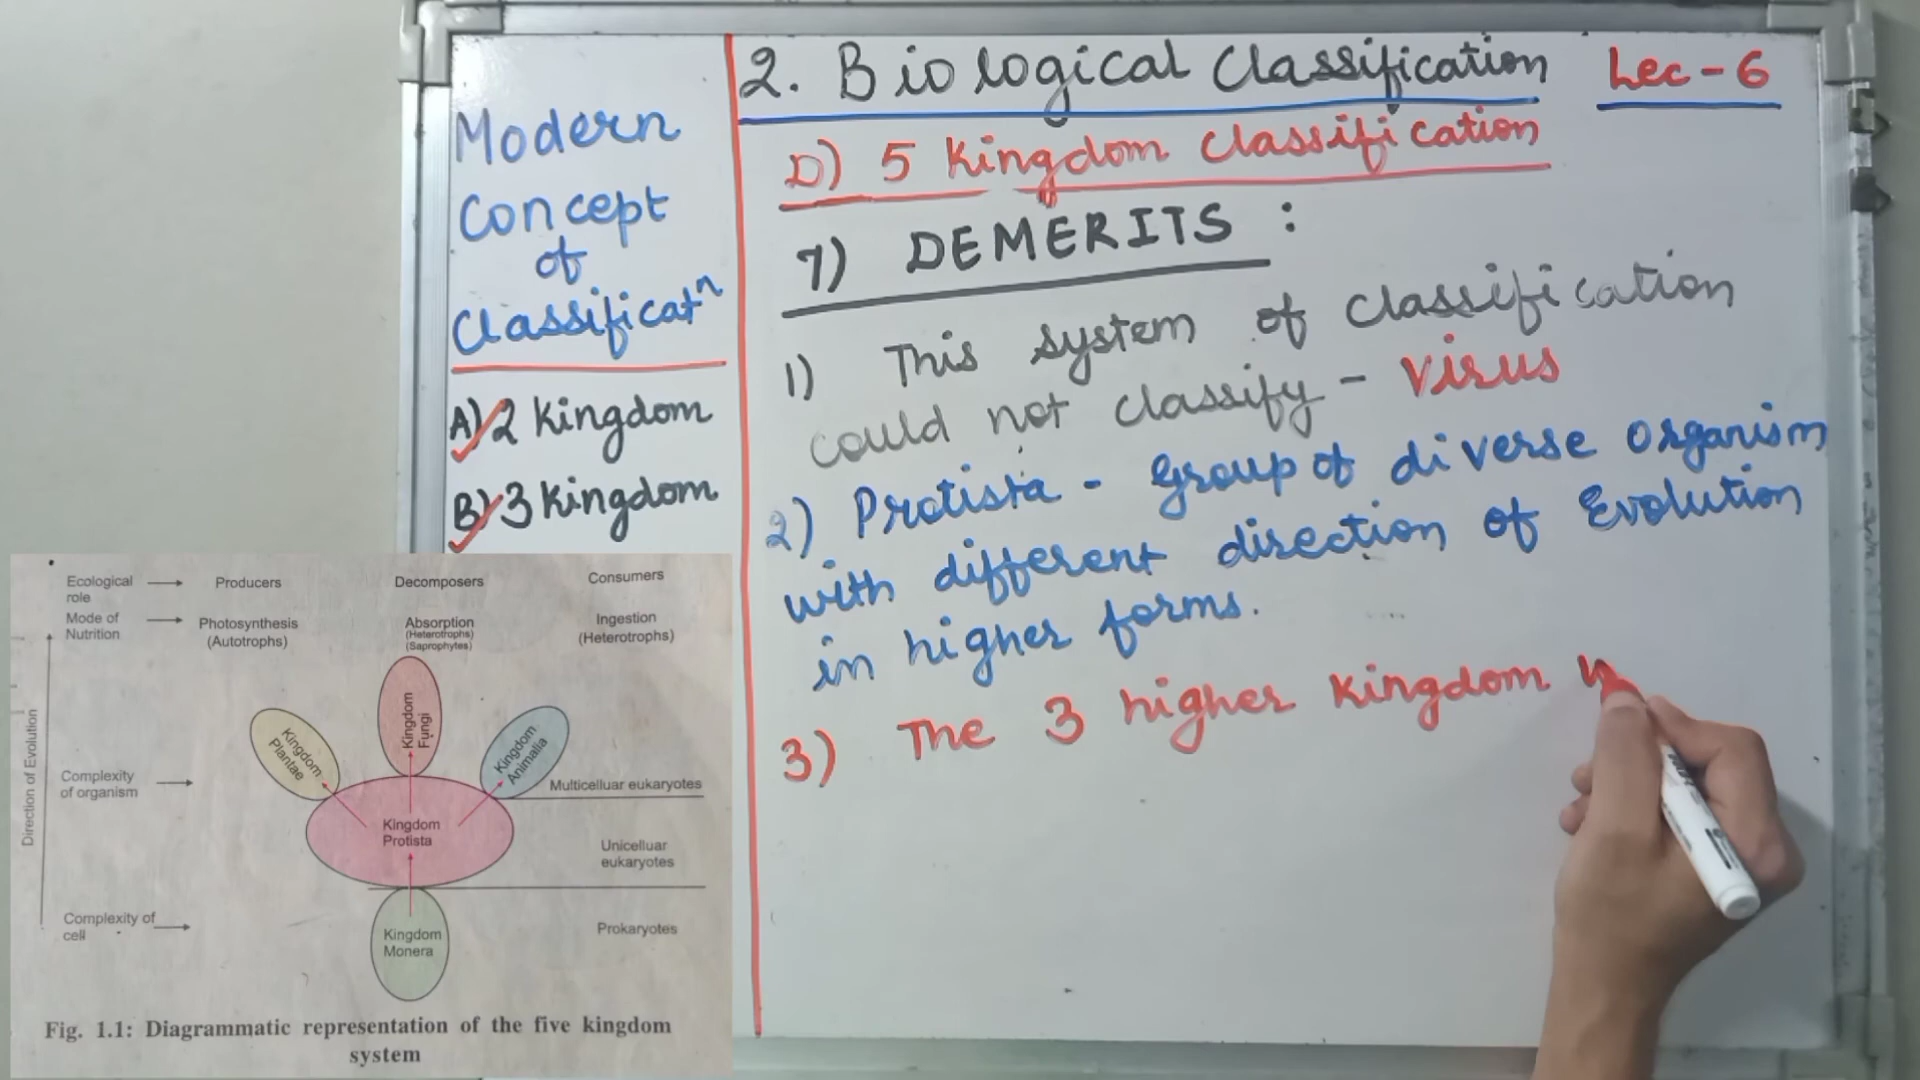 2. Biological Classification Lec-6
D) 5 Kingdom Classification
7) DEMERITS :
1) This system of Classification
could not classify - Virus
2) Protista - Group of diverse Organism
with different direction of Evolution
in higher forms.
3) The 3 higher Kingdom
Modern
Concept
of
Classificatn
A) 2 Kingdom
B) 3 Kingdom
Ecological
role
Producers
Decomposers
Consumers
Mode of
Nutrition
Photosynthesis
(Autotrophs)
Absorption
(Heterotrophs)
(Saprophytes)
Ingestion
(Heterotrophs)
Direction of Evolution
Kingdom
Plantae
Kingdom
Fungi
Kingdom
Animalia
Complexity
of organism
Multicelluar eukaryotes
Kingdom
Protista
Unicelluar
eukaryotes
Complexity of
cell
Kingdom
Monera
Prokaryotes
Fig. 1.1: Diagrammatic representation of the five kingdom
system